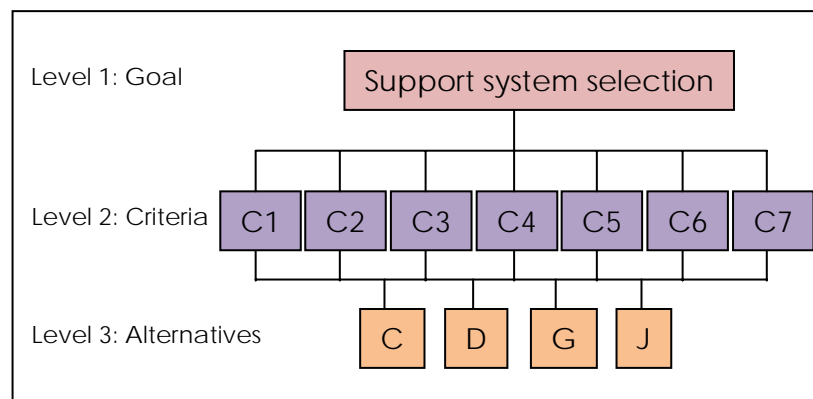 Level 1: Goal
Support system selection
Level 2: Criteria
C1 C2 C3 C4 C5 C6 C7
Level 3: Alternatives
C D G J